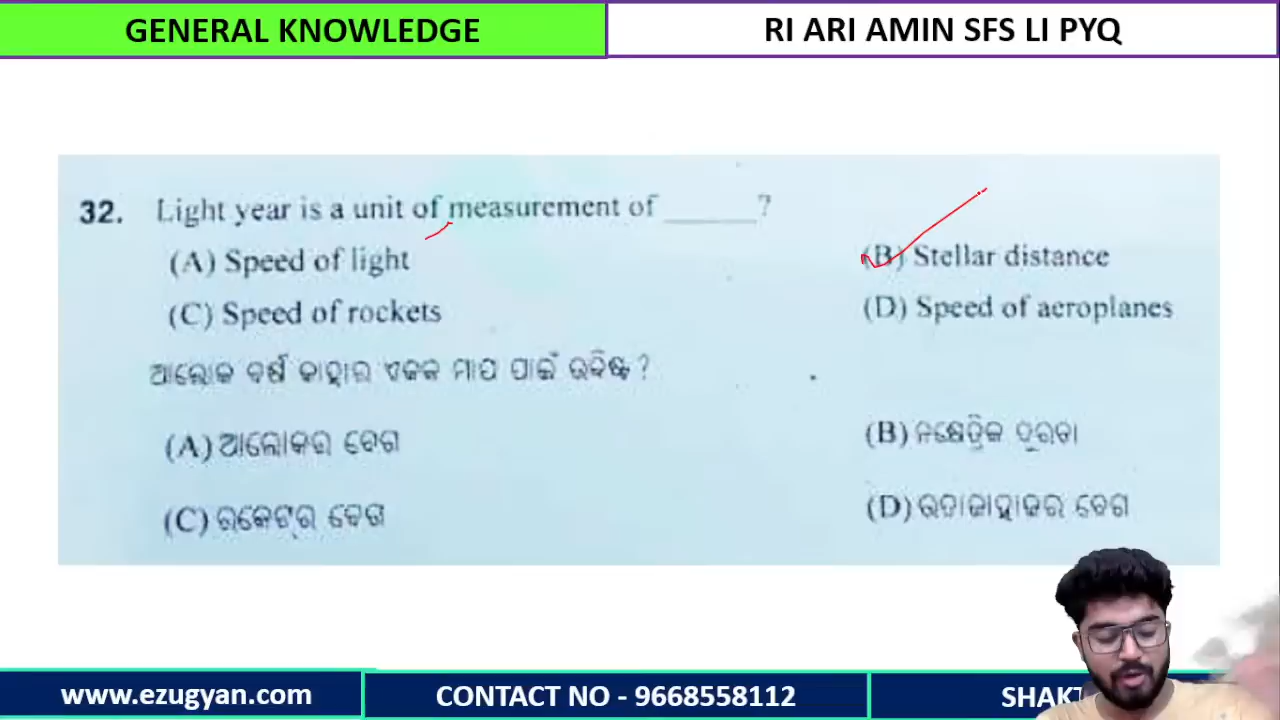 GENERAL KNOWLEDGE
RI ARI AMIN SFS LI PYQ
32. Light year is a unit of measurement of ______?
(A) Speed of light
(B) Stellar distance
(C) Speed of rockets
(D) Speed of aeroplanes
ଆଲୋକ ବର୍ଷ କାହାର ଏକକ ମାପ ପାଇଁ ଉଦ୍ଦିଷ୍ଟ ?
(A) ଆଲୋକର ବେଗ
(B) ନକ୍ଷେତ୍ରିକ ଦୂରତା
(C) ରକେଟ୍‌ର ବେଗ
(D) ଉଡାଜାହାଜର ବେଗ
www.ezugyan.com
CONTACT NO - 9668558112